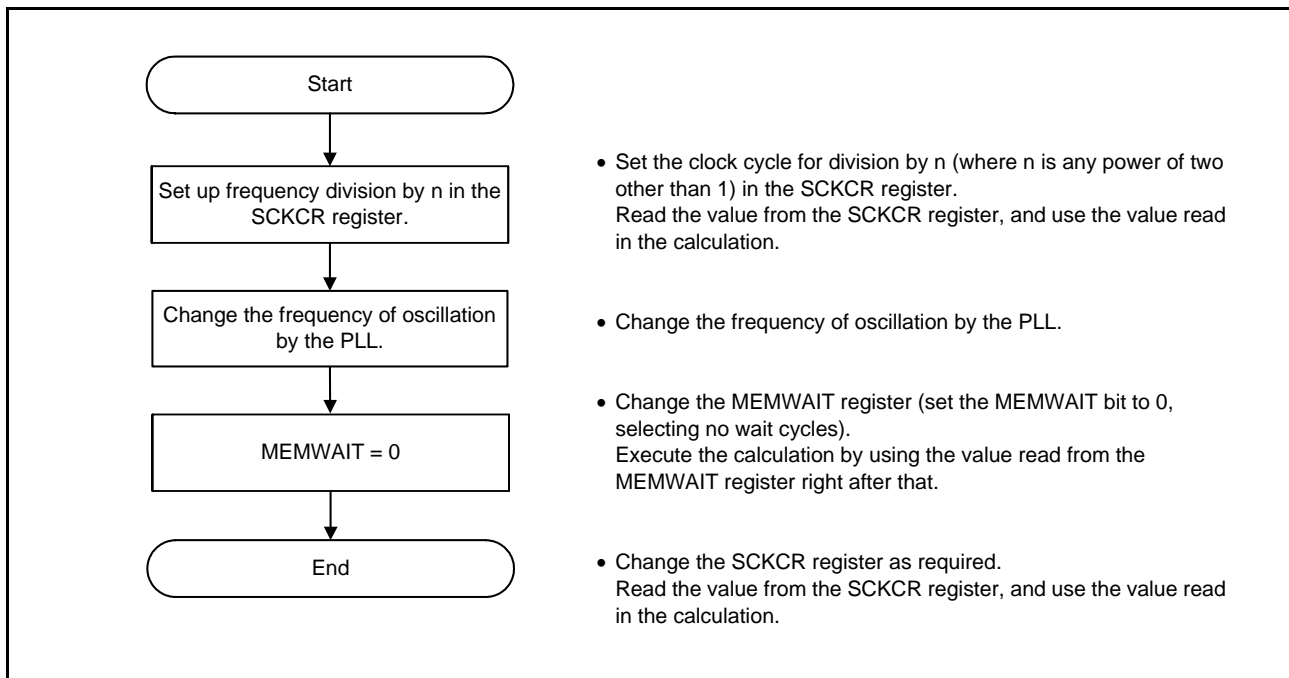 Start
Set up frequency division by n in the
SCKCR register.
• Set the clock cycle for division by n (where n is any power of two
other than 1) in the SCKCR register.
Read the value from the SCKCR register, and use the value read
in the calculation.
Change the frequency of oscillation
by the PLL.
• Change the frequency of oscillation by the PLL.
MEMWAIT = 0
• Change the MEMWAIT register (set the MEMWAIT bit to 0,
selecting no wait cycles).
Execute the calculation by using the value read from the
MEMWAIT register right after that.
End
• Change the SCKCR register as required.
Read the value from the SCKCR register, and use the value read
in the calculation.